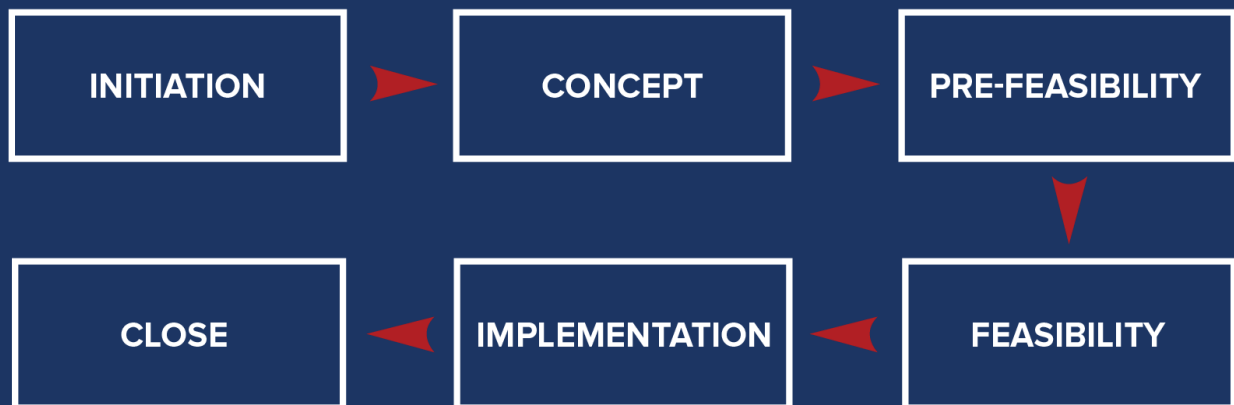 INITIATION
CONCEPT
PRE-FEASIBILITY
FEASIBILITY
IMPLEMENTATION
CLOSE